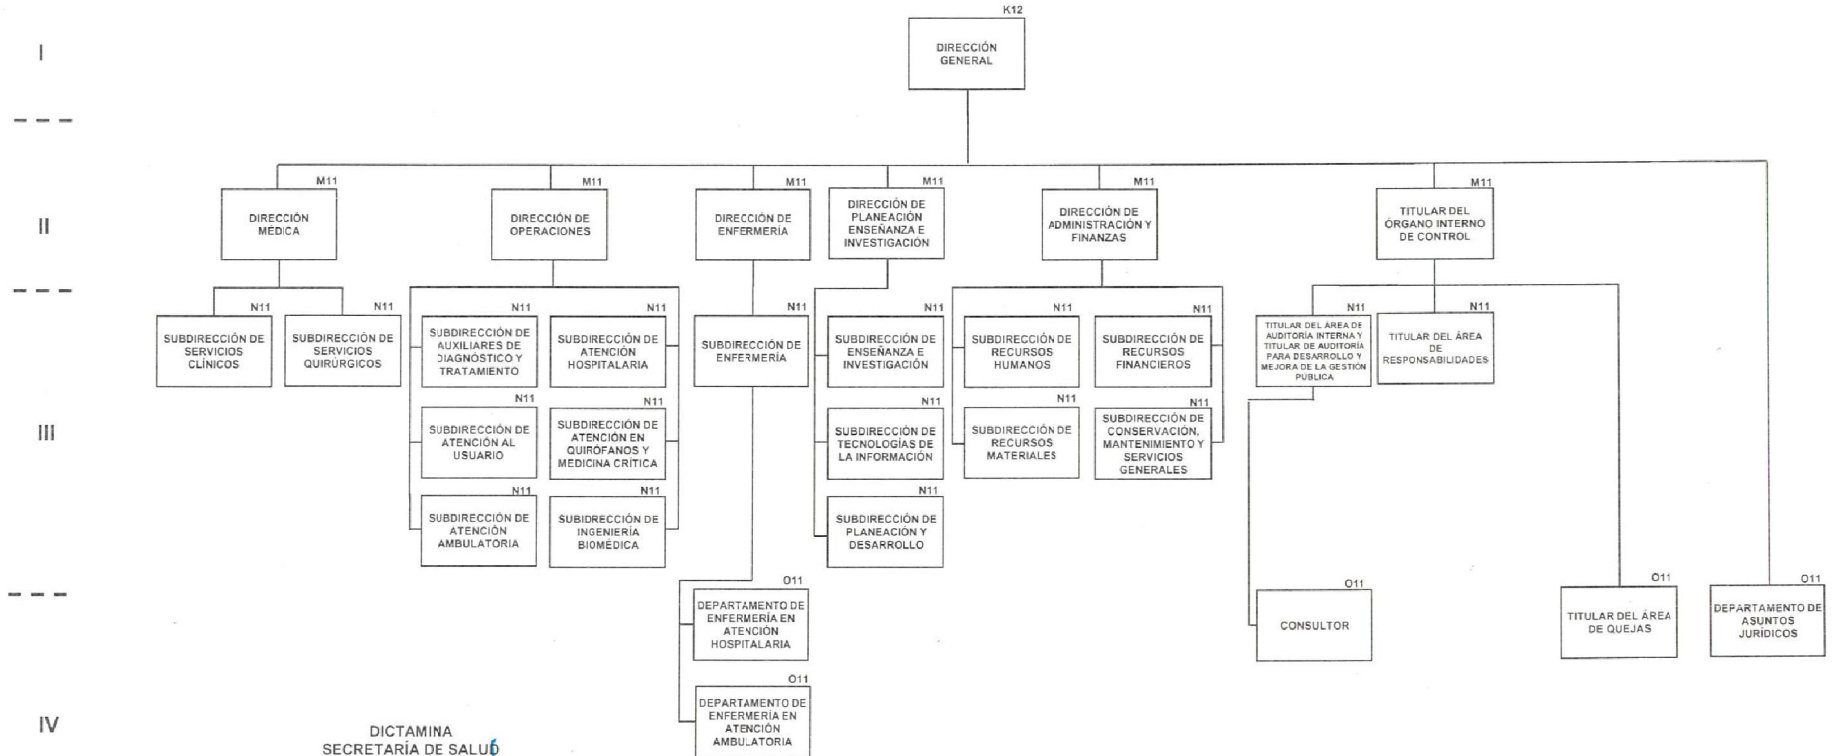 K12
I
DIRECCIÓN
GENERAL
M11
M11
M11
M11
M11
M11
II
DIRECCIÓN
MÉDICA
DIRECCIÓN DE
OPERACIONES
DIRECCIÓN DE
ENFERMERÍA
DIRECCIÓN DE
PLANEACIÓN
ENSEÑANZA E
INVESTIGACIÓN
DIRECCIÓN DE
ADMINISTRACIÓN Y
FINANZAS
TITULAR DEL
ÓRGANO INTERNO
DE CONTROL
N11
N11
N11
N11
N11
N11
N11
N11
N11
N11
SUBDIRECCIÓN DE
SERVICIOS
CLÍNICOS
SUBDIRECCIÓN DE
SERVICIOS
QUIRÚRGICOS
SUBDIRECCIÓN DE
AUXILIARES DE
DIAGNÓSTICO Y
TRATAMIENTO
SUBDIRECCIÓN DE
ATENCIÓN
HOSPITALARIA
SUBDIRECCIÓN DE
ENFERMERÍA
SUBDIRECCIÓN DE
ENSEÑANZA E
INVESTIGACIÓN
SUBDIRECCIÓN DE
RECURSOS
HUMANOS
SUBDIRECCIÓN DE
RECURSOS
FINANCIEROS
TITULAR DEL ÁREA DE
AUDITORÍA INTERNA Y
TITULAR DE AUDITORÍA
PARA DESARROLLO Y
MEJORA DE LA GESTIÓN
PÚBLICA
TITULAR DEL ÁREA
DE
RESPONSABILIDADES
III
N11
N11
N11
N11
N11
SUBDIRECCIÓN DE
ATENCIÓN AL
USUARIO
SUBDIRECCIÓN DE
ATENCIÓN EN
QUIRÓFANOS Y
MEDICINA CRÍTICA
SUBDIRECCIÓN DE
TECNOLOGÍAS DE
LA INFORMACIÓN
SUBDIRECCIÓN DE
RECURSOS
MATERIALES
SUBDIRECCIÓN DE
CONSERVACIÓN,
MANTENIMIENTO Y
SERVICIOS
GENERALES
N11
N11
N11
SUBDIRECCIÓN DE
ATENCIÓN
AMBULATORIA
SUBIDRECCIÓN DE
INGENIERÍA
BIOMÉDICA
SUBDIRECCIÓN DE
PLANEACIÓN Y
DESARROLLO
O11
O11
O11
O11
DEPARTAMENTO DE
ENFERMERÍA EN
ATENCIÓN
HOSPITALARIA
CONSULTOR
TITULAR DEL ÁREA
DE QUEJAS
DEPARTAMENTO DE
ASUNTOS
JURÍDICOS
O11
IV
DEPARTAMENTO DE
ENFERMERÍA EN
ATENCIÓN
AMBULATORIA
DICTAMINA
SECRETARÍA DE SALUD